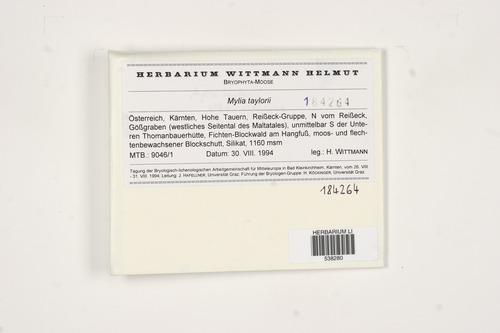 HERBARIUM WITTMANN HELMUT
BRYOPHYTA-MOOSE
Mylia taylorii 184264
Österreich, Kärnten, Hohe Tauern, Reißeck-Gruppe, N vom Reißeck,
Gößgraben (westliches Seitental des Maltatales), unmittelbar S der Unte-
ren Thomanbauerhütte, Fichten-Blockwald am Hangfuß, moos- und flech-
tenbewachsener Blockschutt, Silikat, 1160 msm
MTB.: 9046/1 Datum: 30. VIII. 1994 leg.: H. WITTMANN
Tagung der Bryologisch-lichenologischen Arbeitsgemeinschaft für Mitteleuropa in Bad Kleinkirchheim, Kärnten, vom 26. VIII
- 31. VIII. 1994; Leitung: J. HAFELLNER, Universität Graz; Führung der Bryologen-Gruppe: H. KÖCKINGER, Universität Graz
184264
HERBARIUM LI
538280